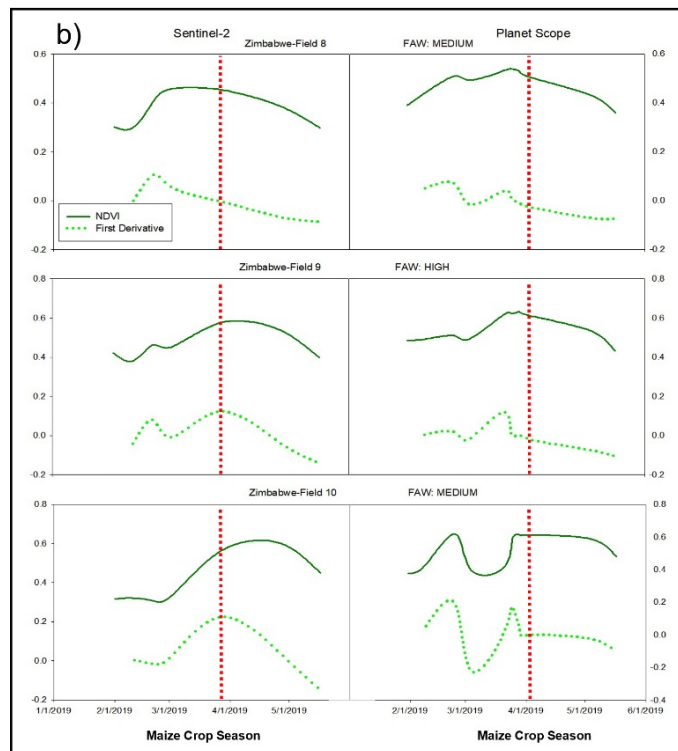 b)
Sentinel-2
Planet Scope
Zimbabwe-Field 8
FAW: MEDIUM
0.6
0.4
0.2
0.0
-0.2
0.6
0.4
0.2
0.0
-0.2
NDVI
First Derivative
Zimbabwe-Field 9
FAW: HIGH
0.8
0.6
0.4
0.2
0.0
-0.2
0.8
0.6
0.4
0.2
0.0
-0.2
Zimbabwe-Field 10
FAW: MEDIUM
0.8
0.6
0.4
0.2
0.0
-0.2
0.8
0.6
0.4
0.2
0.0
-0.2
-0.4
1/1/2019 2/1/2019 3/1/2019 4/1/2019 5/1/2019
2/1/2019 3/1/2019 4/1/2019 5/1/2019 6/1/2019
Maize Crop Season
Maize Crop Season